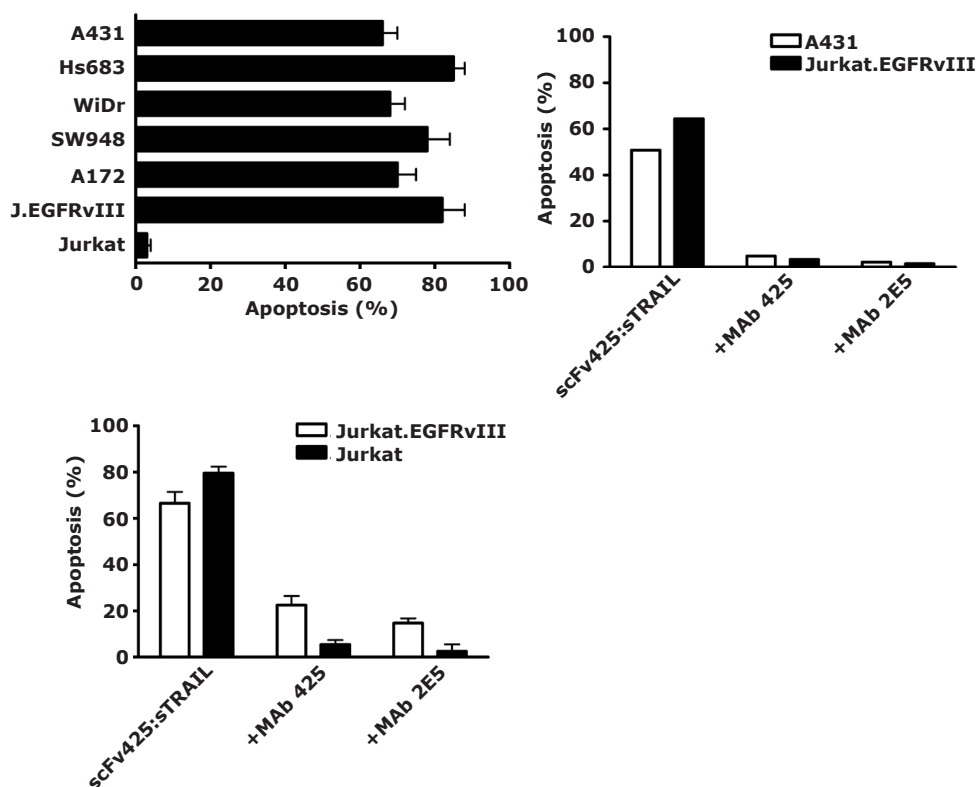 A431
Hs683
WiDr
SW948
A172
J.EGFRvIII
Jurkat
0 20 40 60 80 100
Apoptosis (%)
100
80
60
40
20
0
Apoptosis (%)
A431
Jurkat.EGFRvIII
scFv425:sTRAIL
+MAb 425
+MAb 2E5
100
80
60
40
20
0
Apoptosis (%)
Jurkat.EGFRvIII
Jurkat
scFv425:sTRAIL
+MAb 425
+MAb 2E5